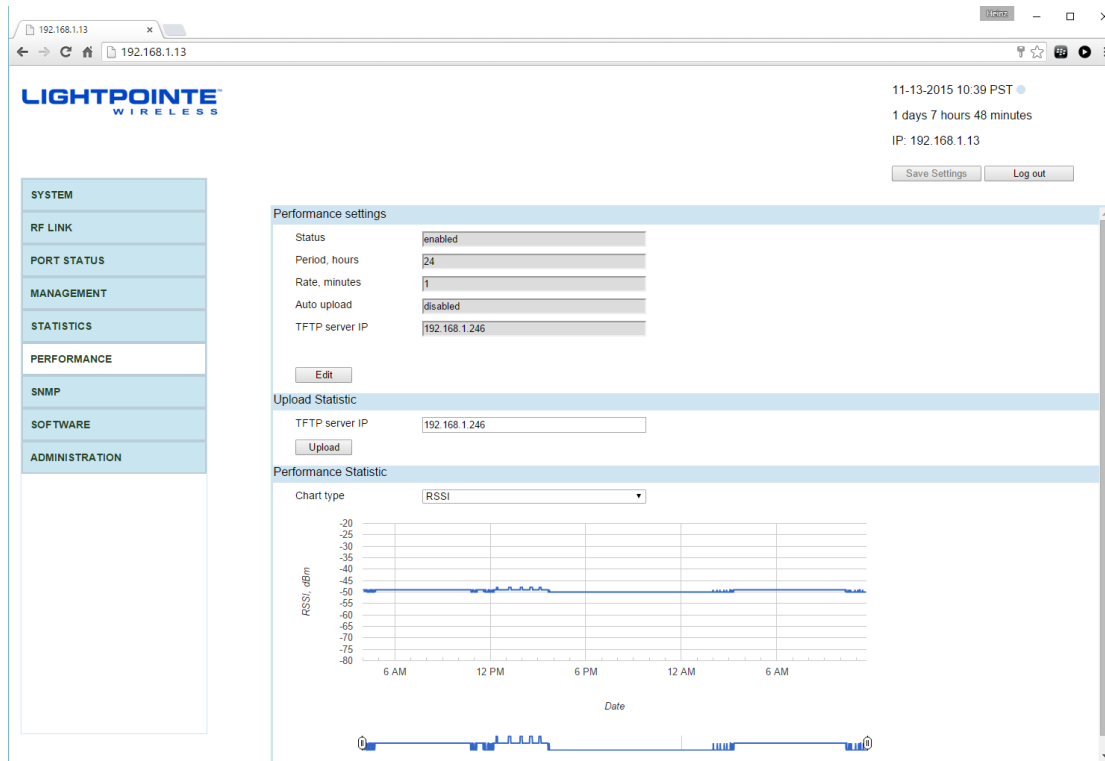 Heinz
192.168.1.13
192.168.1.13
LIGHTPOINTE™
WIRELESS
11-13-2015 10:39 PST
1 days 7 hours 48 minutes
IP: 192.168.1.13
Save Settings Log out
SYSTEM
RF LINK
PORT STATUS
MANAGEMENT
STATISTICS
PERFORMANCE
SNMP
SOFTWARE
ADMINISTRATION
Performance settings
Status enabled
Period, hours 24
Rate, minutes 1
Auto upload disabled
TFTP server IP 192.168.1.246
Edit
Upload Statistic
TFTP server IP 192.168.1.246
Upload
Performance Statistic
Chart type RSSI
RSSI, dBm
-20
-25
-30
-35
-40
-45
-50
-55
-60
-65
-70
-75
-80
6 AM 12 PM 6 PM 12 AM 6 AM
Date